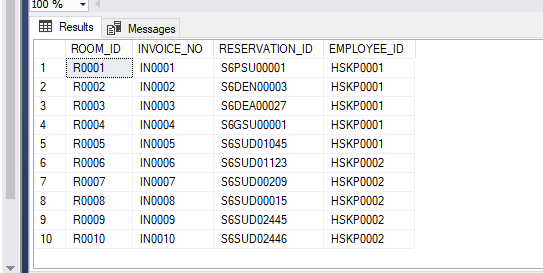 100 %
Results Messages
ROOM_ID INVOICE_NO RESERVATION_ID EMPLOYEE_ID
1 R0001 IN0001 S6PSU00001 HSKP0001
2 R0002 IN0002 S6DEN00003 HSKP0001
3 R0003 IN0003 S6DEA00027 HSKP0001
4 R0004 IN0004 S6GSU00001 HSKP0001
5 R0005 IN0005 S6SUD01045 HSKP0001
6 R0006 IN0006 S6SUD01123 HSKP0002
7 R0007 IN0007 S6SUD00209 HSKP0002
8 R0008 IN0008 S6SUD00015 HSKP0002
9 R0009 IN0009 S6SUD02445 HSKP0002
10 R0010 IN0010 S6SUD02446 HSKP0002